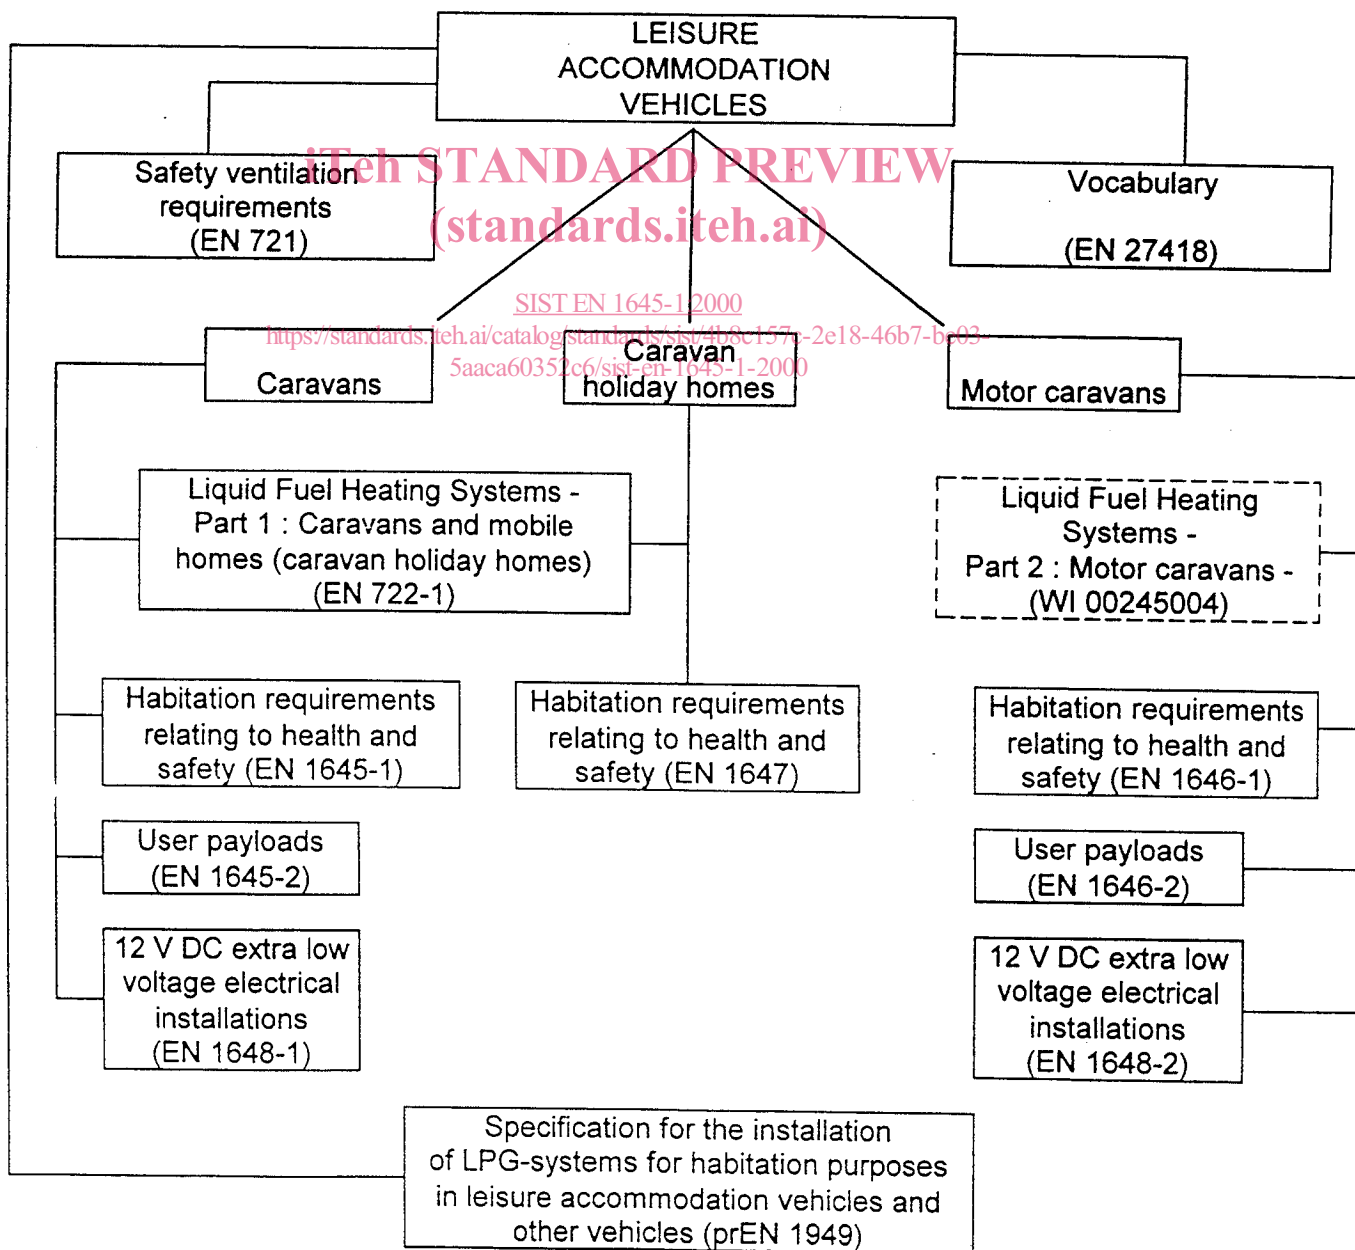 LEISURE
ACCOMMODATION
VEHICLES
Safety ventilation
requirements
(EN 721)
Vocabulary
(EN 27418)
iTeh STANDARD PREVIEW
(standards.iteh.ai)
SIST EN 1645-1:2000
https://standards.iteh.ai/catalog/standards/sist/4b8c157c-2e18-46b7-be03-
5aaca60352c6/sist-en-1645-1-2000
Caravans
Caravan
holiday homes
Motor caravans
Liquid Fuel Heating Systems -
Part 1 : Caravans and mobile
homes (caravan holiday homes)
(EN 722-1)
Liquid Fuel Heating
Systems -
Part 2 : Motor caravans -
(WI 00245004)
Habitation requirements
relating to health and
safety (EN 1645-1)
Habitation requirements
relating to health and
safety (EN 1647)
Habitation requirements
relating to health and
safety (EN 1646-1)
User payloads
(EN 1645-2)
User payloads
(EN 1646-2)
12 V DC extra low
voltage electrical
installations
(EN 1648-1)
12 V DC extra low
voltage electrical
installations
(EN 1648-2)
Specification for the installation
of LPG-systems for habitation purposes
in leisure accommodation vehicles and
other vehicles (prEN 1949)